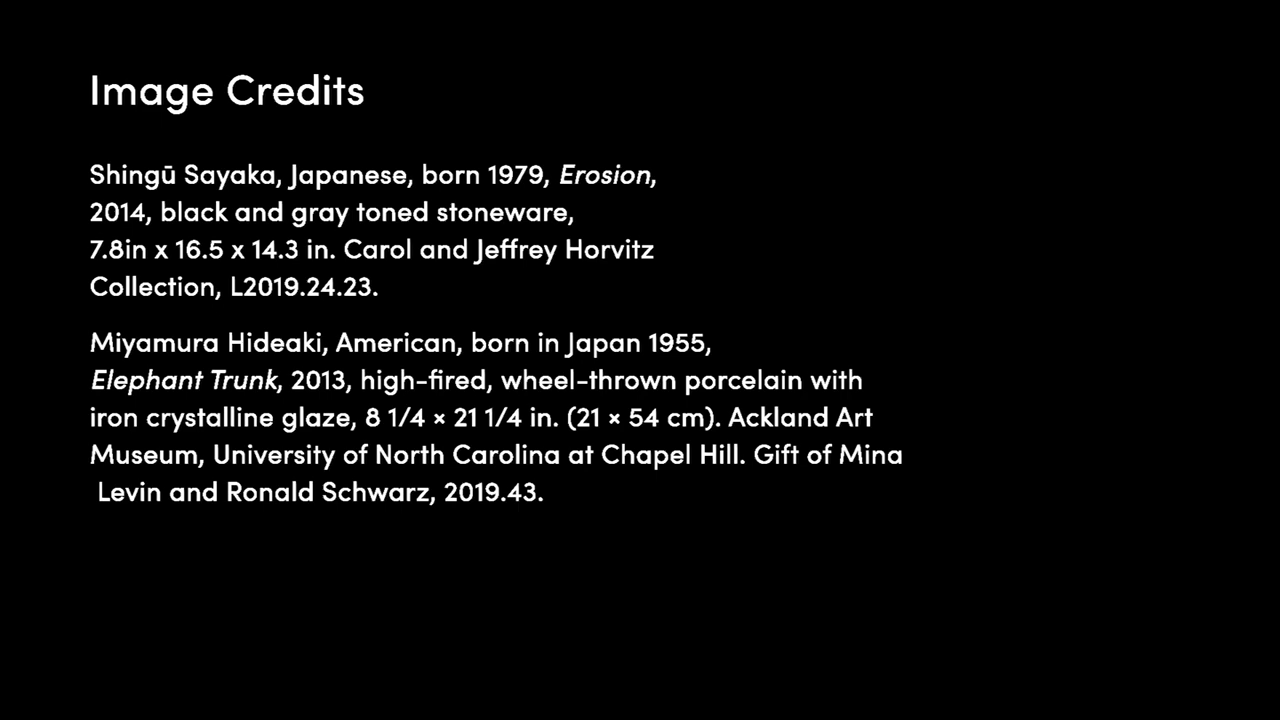 Image Credits
Shingū Sayaka, Japanese, born 1979, Erosion,
2014, black and gray toned stoneware,
7.8in x 16.5 x 14.3 in. Carol and Jeffrey Horvitz
Collection, L2019.24.23.
Miyamura Hideaki, American, born in Japan 1955,
Elephant Trunk, 2013, high-fired, wheel-thrown porcelain with
iron crystalline glaze, 8 1/4 × 21 1/4 in. (21 × 54 cm). Ackland Art
Museum, University of North Carolina at Chapel Hill. Gift of Mina
Levin and Ronald Schwarz, 2019.43.